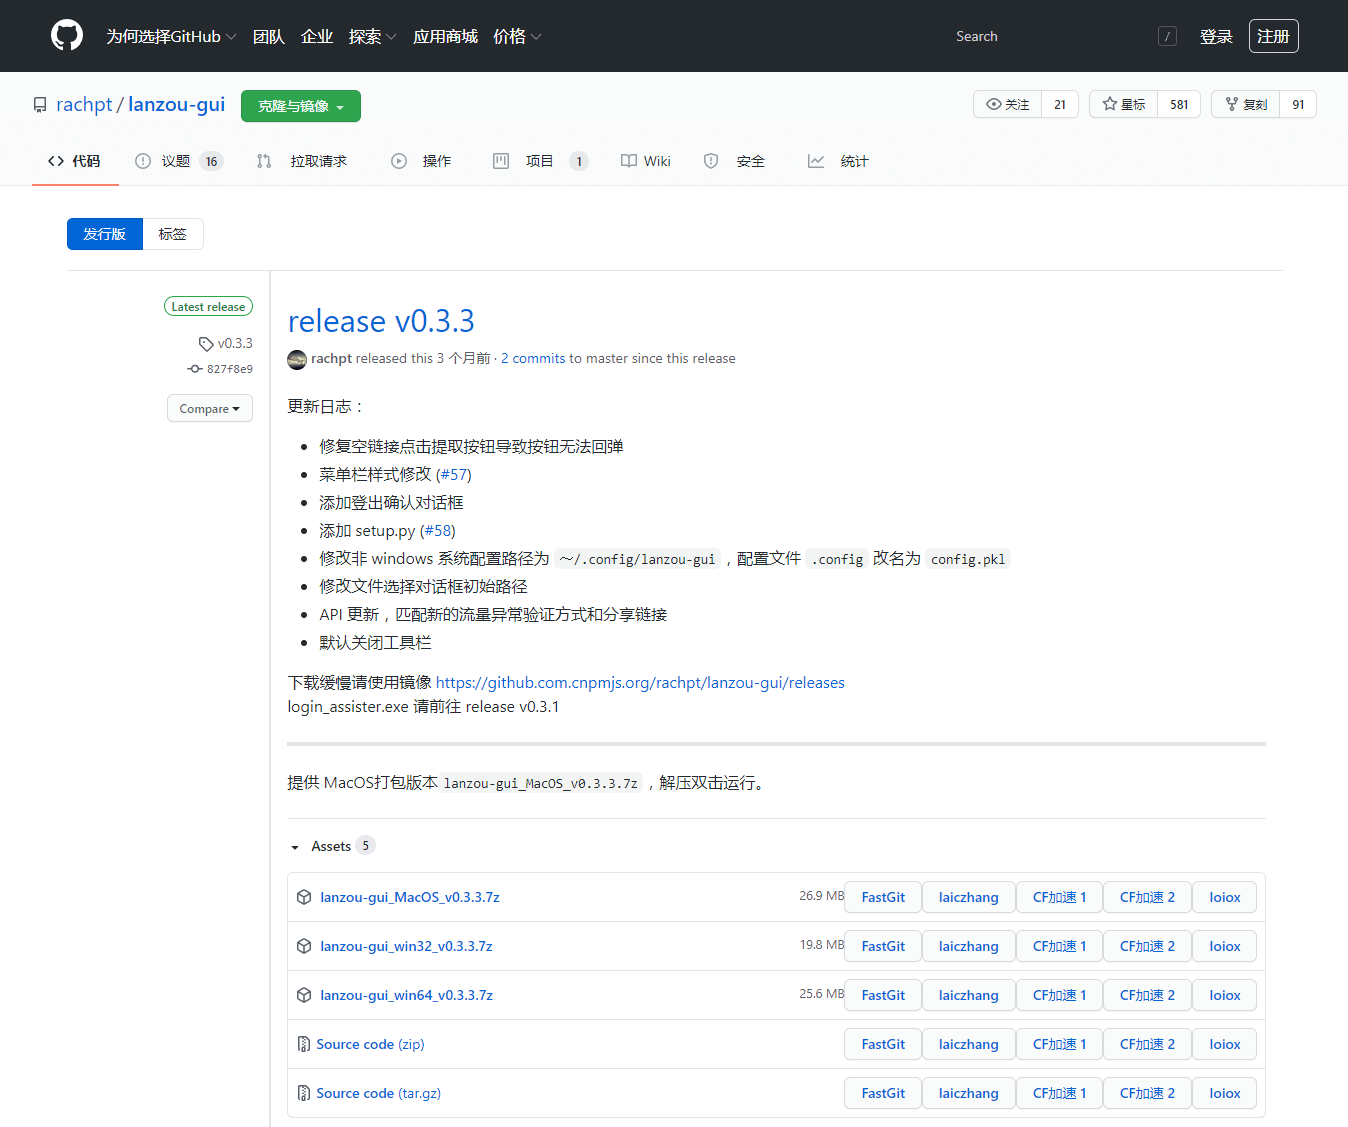 为何选择GitHub 团队 企业 探索 应用商城 价格 Search / 登录 注册
rachpt / lanzou-gui 克隆与镜像 关注 21 星标 581 复刻 91
代码 议题 16 拉取请求 操作 项目 1 Wiki 安全 统计
发行版 标签
Latest release
v0.3.3
827f8e9
Compare
release v0.3.3
rachpt released this 3 个月前 · 2 commits to master since this release
更新日志：
修复空链接点击提取按钮导致按钮无法回弹
菜单栏样式修改 (#57)
添加登出确认对话框
添加 setup.py (#58)
修改非 windows 系统配置路径为 ～/.config/lanzou-gui ，配置文件 .config 改名为 config.pkl
修改文件选择对话框初始路径
API 更新，匹配新的流量异常验证方式和分享链接
默认关闭工具栏
下载缓慢请使用镜像 https://github.com.cnpmjs.org/rachpt/lanzou-gui/releases
login_assister.exe 请前往 release v0.3.1
提供 MacOS打包版本 lanzou-gui_MacOS_v0.3.3.7z ，解压双击运行。
Assets 5
lanzou-gui_MacOS_v0.3.3.7z 26.9 MB FastGit laiczhang CF加速 1 CF加速 2 loiox
lanzou-gui_win32_v0.3.3.7z 19.8 MB FastGit laiczhang CF加速 1 CF加速 2 loiox
lanzou-gui_win64_v0.3.3.7z 25.6 MB FastGit laiczhang CF加速 1 CF加速 2 loiox
Source code (zip) FastGit laiczhang CF加速 1 CF加速 2 loiox
Source code (tar.gz) FastGit laiczhang CF加速 1 CF加速 2 loiox